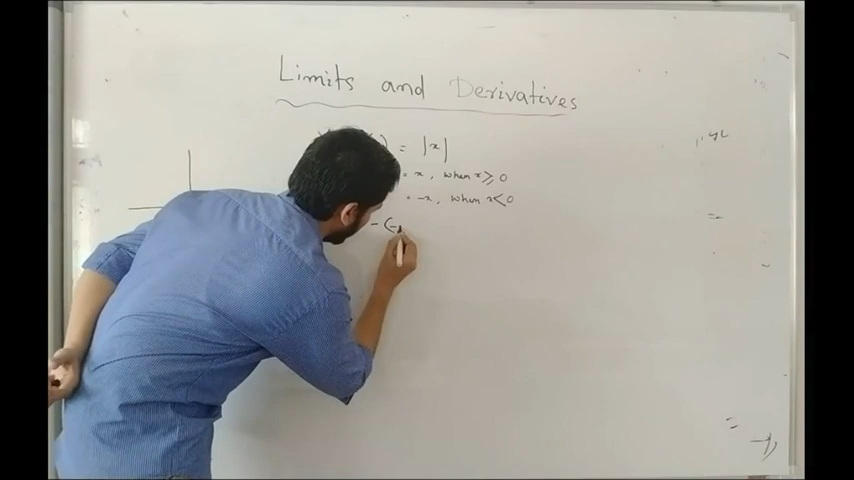 Limits and Derivatives
) = |x|
= x, when x ≥ 0
= -x, when x < 0
- (-